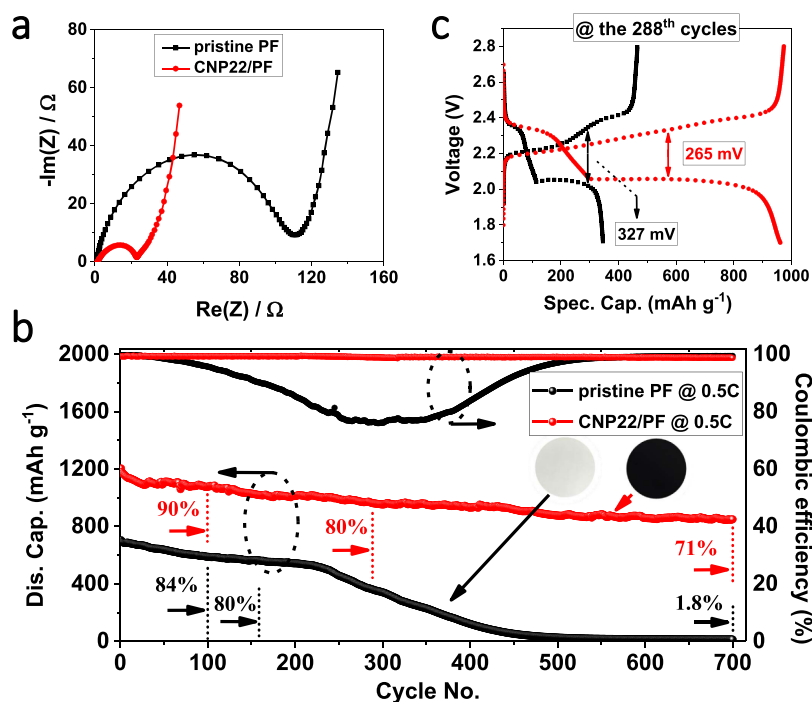 a
pristine PF
CNP22/PF
80
60
40
20
0
-Im(Z) / Ω
0 40 80 120 160
Re(Z) / Ω
c
@ the 288th cycles
2.8
2.6
2.4
2.2
2.0
1.8
1.6
Voltage (V)
265 mV
327 mV
0 200 400 600 800 1000
Spec. Cap. (mAh g-1)
b
2000
1600
1200
800
400
0
Dis. Cap. (mAh g-1)
100
80
60
40
20
0
Coulombic efficiency (%)
pristine PF @ 0.5C
CNP22/PF @ 0.5C
90%
80%
71%
84%
80%
1.8%
0 100 200 300 400 500 600 700
Cycle No.